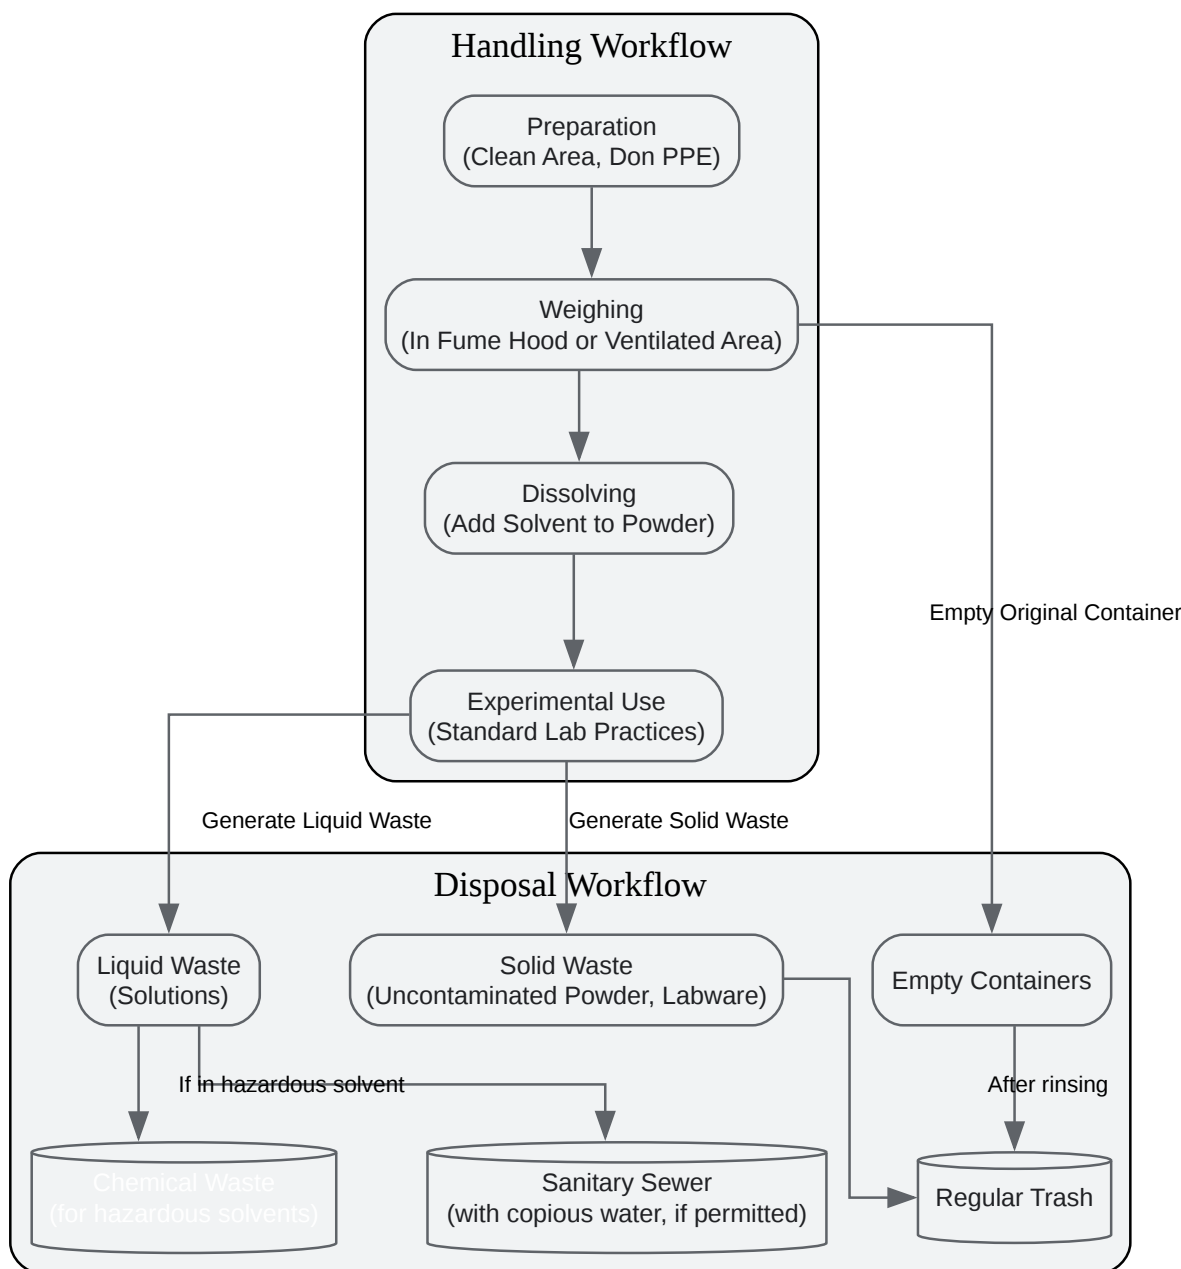 Handling Workflow
Preparation
(Clean Area, Don PPE)
Weighing
(In Fume Hood or Ventilated Area)
Dissolving
(Add Solvent to Powder)
Empty Original Container
Experimental Use
(Standard Lab Practices)
Generate Liquid Waste
Generate Solid Waste
Disposal Workflow
Liquid Waste
(Solutions)
Solid Waste
(Uncontaminated Powder, Labware)
Empty Containers
If in hazardous solvent
After rinsing
Chemical Waste
(for hazardous solvents)
Sanitary Sewer
(with copious water, if permitted)
Regular Trash